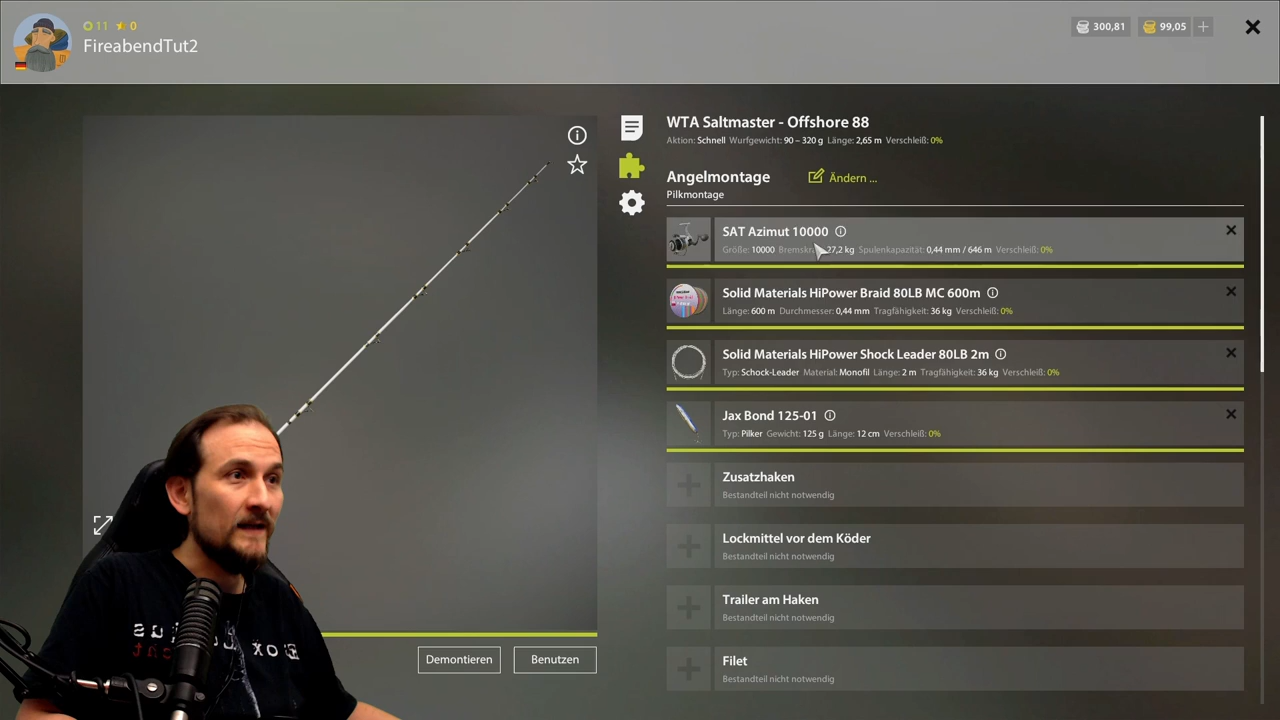 11 0
FireabendTut2
300,81 99,05
WTA Saltmaster - Offshore 88
Aktion: Schnell Wurfgewicht: 90 – 320 g Länge: 2,65 m Verschleiß: 0%
Angelmontage
Ändern ...
Pilkmontage
SAT Azimut 10000
Größe: 10000 27,2 kg Spulenkapazität: 0,44 mm / 646 m Verschleiß: 0%
Solid Materials HiPower Braid 80LB MC 600m
Länge: 600 m Durchmesser: 0,44 mm Tragfähigkeit: 36 kg Verschleiß: 0%
Solid Materials HiPower Shock Leader 80LB 2m
Typ: Schock-Leader Material: Monofil Länge: 2 m Tragfähigkeit: 36 kg Verschleiß: 0%
Jax Bond 125-01
Typ: Pilker Gewicht: 125 g Länge: 12 cm Verschleiß: 0%
Zusatzhaken
Bestandteil nicht notwendig
Lockmittel vor dem Köder
Bestandteil nicht notwendig
Trailer am Haken
Bestandteil nicht notwendig
Filet
Bestandteil nicht notwendig
Demontieren
Benutzen